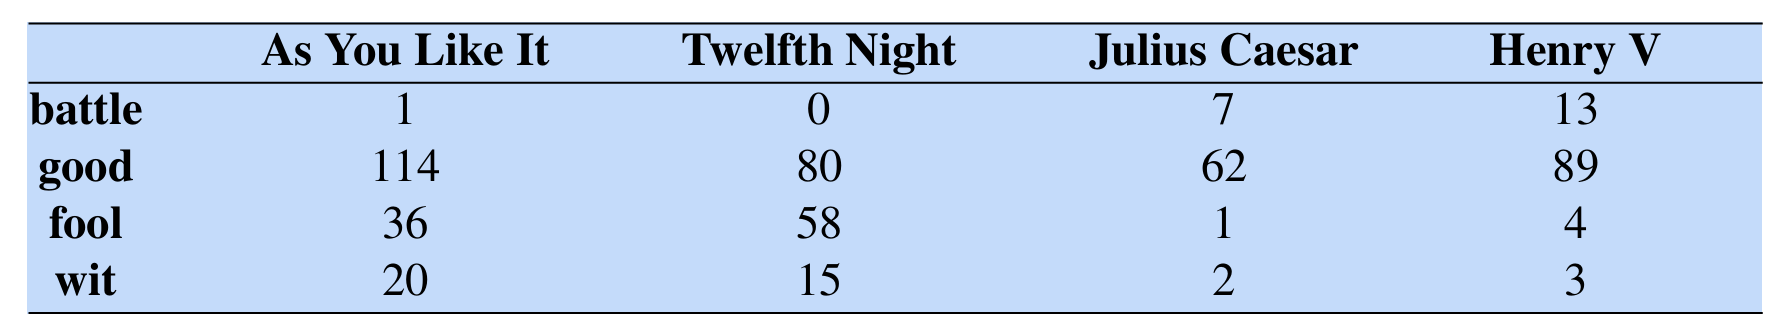 As You Like It Twelfth Night Julius Caesar Henry V
battle 1 0 7 13
good 114 80 62 89
fool 36 58 1 4
wit 20 15 2 3